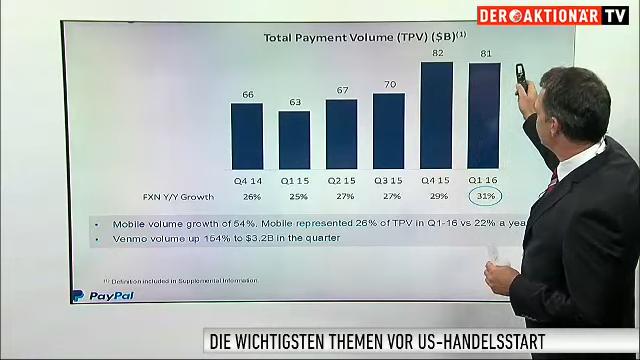 DER AKTIONÄR TV
Total Payment Volume (TPV) ($B)(1)
66 63 67 70 82 81
Q4 14 Q1 15 Q2 15 Q3 15 Q4 15 Q1 16
FXN Y/Y Growth 26% 25% 27% 27% 29% 31%
• Mobile volume growth of 54%. Mobile represented 26% of TPV in Q1-16 vs 22% a yea
• Venmo volume up 154% to $3.2B in the quarter
(1) Definition included in Supplemental Information.
PayPal
DIE WICHTIGSTEN THEMEN VOR US-HANDELSSTART